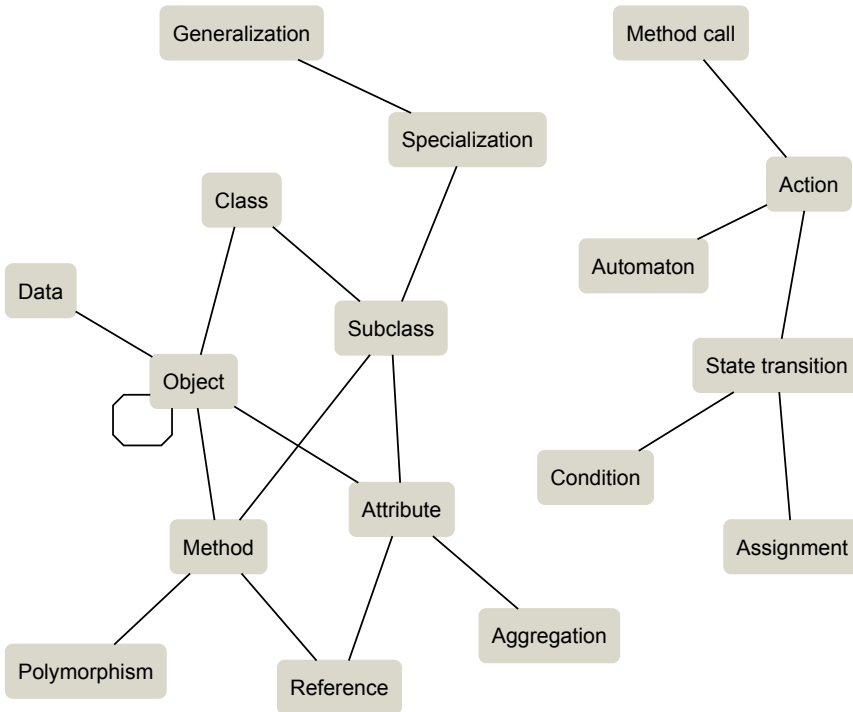 Generalization
Method call
Specialization
Action
Class
Automaton
Data
Subclass
State transition
Object
Condition
Attribute
Method
Assignment
Aggregation
Polymorphism
Reference